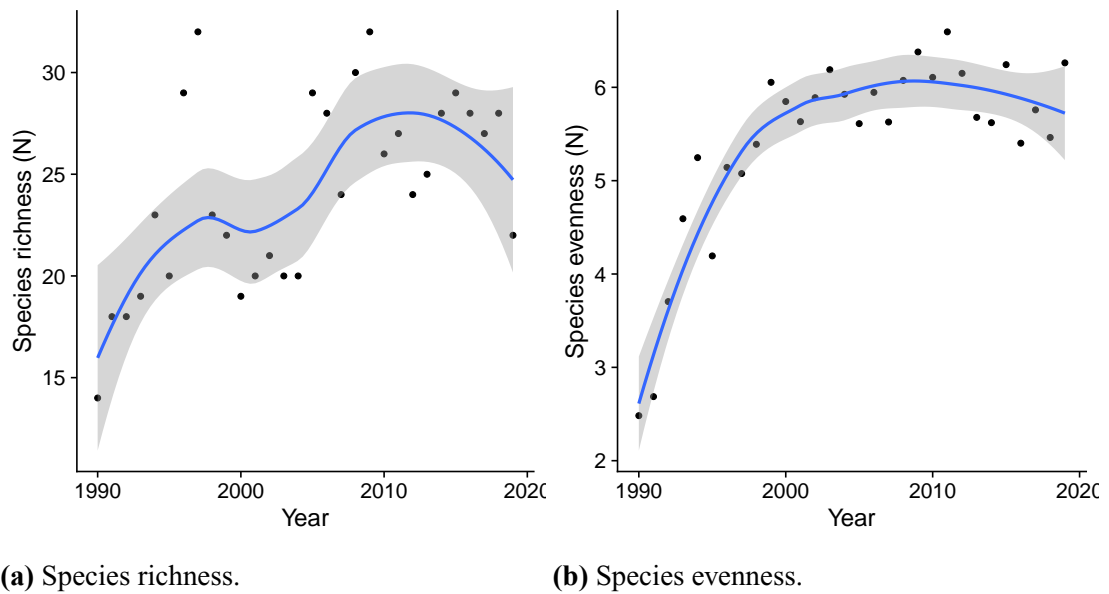 Species richness (N)
30
25
20
15
1990 2000 2010 2020
Year
(a) Species richness.
Species evenness (N)
6
5
4
3
2
1990 2000 2010 2020
Year
(b) Species evenness.